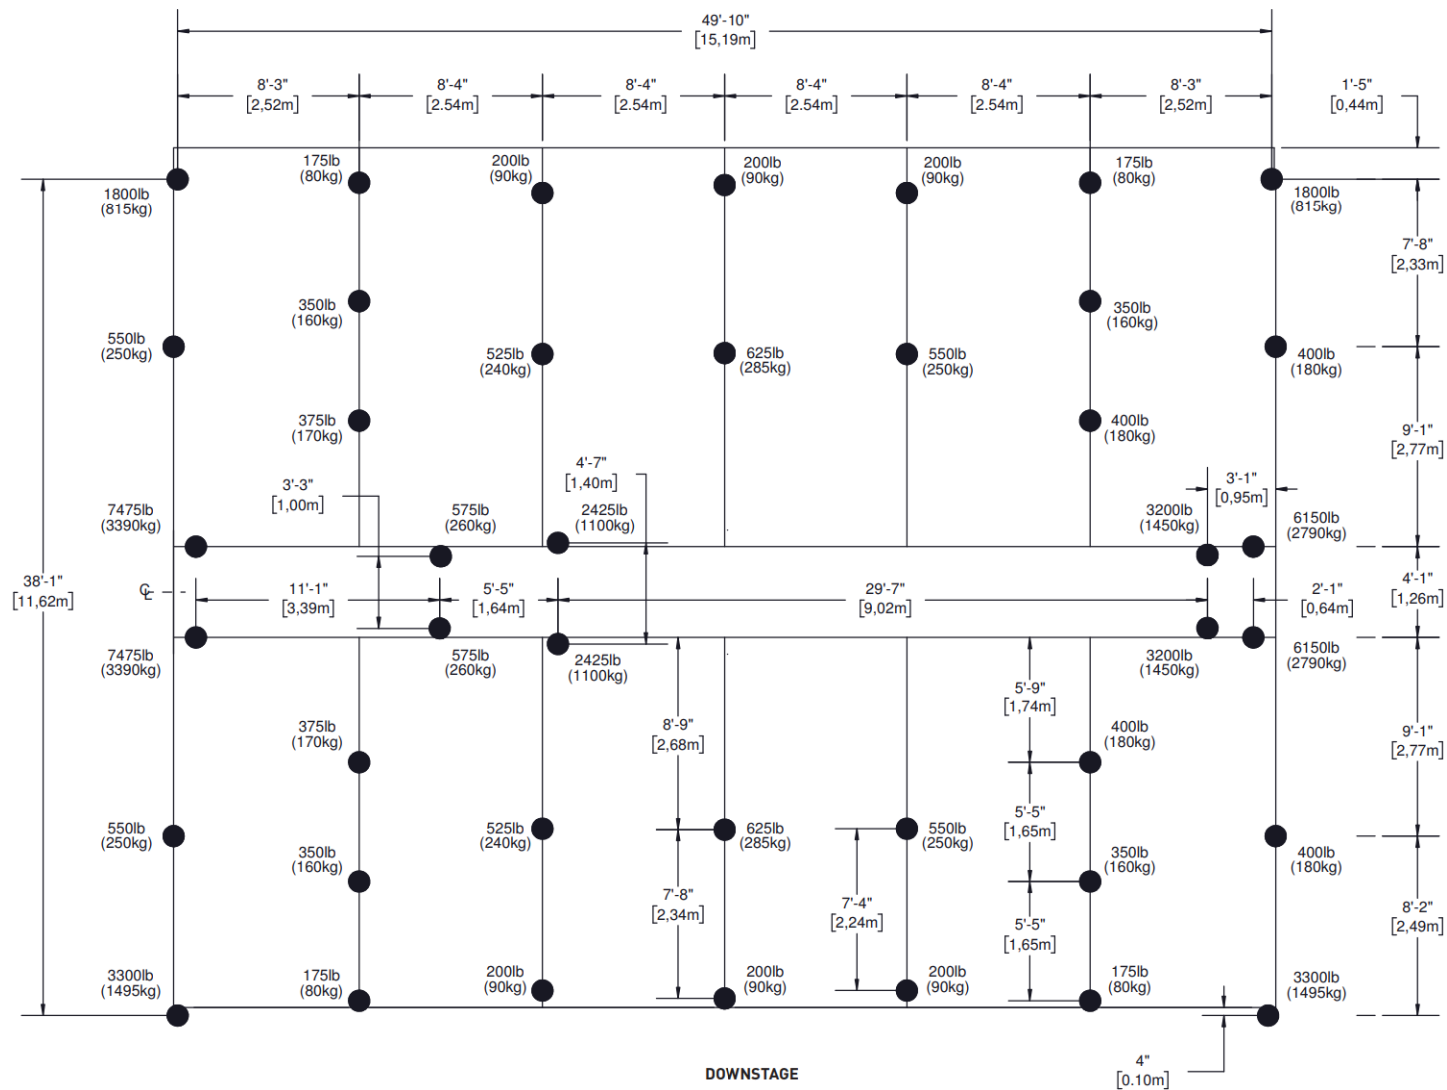 49'-10"
[15,19m]
8'-3"
[2,52m]
8'-4"
[2.54m]
8'-4"
[2.54m]
8'-4"
[2.54m]
8'-4"
[2.54m]
8'-3"
[2,52m]
1'-5"
[0,44m]
175lb
(80kg)
200lb
(90kg)
200lb
(90kg)
200lb
(90kg)
175lb
(80kg)
1800lb
(815kg)
1800lb
(815kg)
7'-8"
[2,33m]
350lb
(160kg)
350lb
(160kg)
550lb
(250kg)
525lb
(240kg)
625lb
(285kg)
550lb
(250kg)
400lb
(180kg)
375lb
(170kg)
400lb
(180kg)
9'-1"
[2,77m]
3'-3"
[1,00m]
4'-7"
[1,40m]
3'-1"
[0,95m]
7475lb
(3390kg)
575lb
(260kg)
2425lb
(1100kg)
3200lb
(1450kg)
6150lb
(2790kg)
38'-1"
[11,62m]
℄
11'-1"
[3,39m]
5'-5"
[1,64m]
29'-7"
[9,02m]
2'-1"
[0,64m]
4'-1"
[1,26m]
7475lb
(3390kg)
575lb
(260kg)
2425lb
(1100kg)
3200lb
(1450kg)
6150lb
(2790kg)
5'-9"
[1,74m]
375lb
(170kg)
8'-9"
[2,68m]
400lb
(180kg)
9'-1"
[2,77m]
5'-5"
[1,65m]
550lb
(250kg)
525lb
(240kg)
625lb
(285kg)
550lb
(250kg)
400lb
(180kg)
350lb
(160kg)
350lb
(160kg)
7'-8"
[2,34m]
7'-4"
[2,24m]
5'-5"
[1,65m]
8'-2"
[2,49m]
3300lb
(1495kg)
175lb
(80kg)
200lb
(90kg)
200lb
(90kg)
200lb
(90kg)
175lb
(80kg)
3300lb
(1495kg)
4"
[0.10m]
DOWNSTAGE